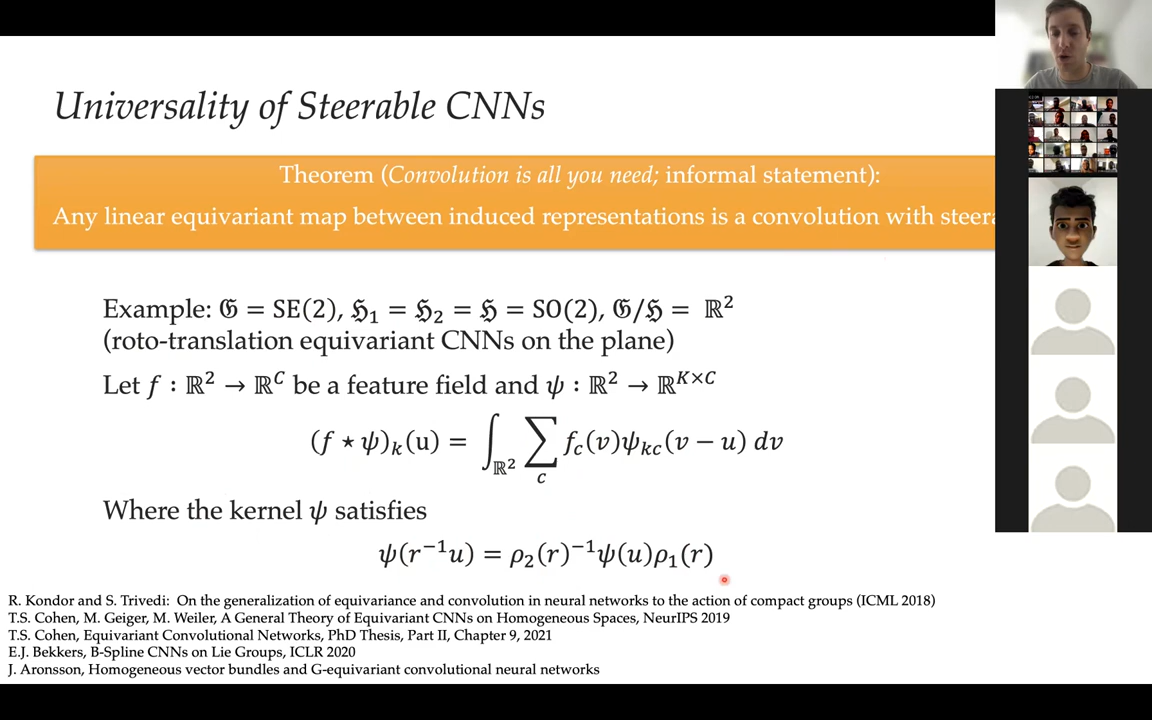 Universality of Steerable CNNs
Theorem (Convolution is all you need; informal statement):
Any linear equivariant map between induced representations is a convolution with steera
Example: 𝔊 = SE(2), ℌ₁ = ℌ₂ = ℌ = SO(2), 𝔊/ℌ = ℝ²
(roto-translation equivariant CNNs on the plane)
Let f : ℝ² → ℝ^C be a feature field and ψ : ℝ² → ℝ^{K×C}
(f ⋆ ψ)ₖ(u) = ∫_{ℝ²} ∑_c f_c(v)ψ_{kc}(v − u) dv
Where the kernel ψ satisfies
ψ(r⁻¹u) = ρ₂(r)⁻¹ψ(u)ρ₁(r)
R. Kondor and S. Trivedi: On the generalization of equivariance and convolution in neural networks to the action of compact groups (ICML 2018)
T.S. Cohen, M. Geiger, M. Weiler, A General Theory of Equivariant CNNs on Homogeneous Spaces, NeurIPS 2019
T.S. Cohen, Equivariant Convolutional Networks, PhD Thesis, Part II, Chapter 9, 2021
E.J. Bekkers, B-Spline CNNs on Lie Groups, ICLR 2020
J. Aronsson, Homogeneous vector bundles and G-equivariant convolutional neural networks